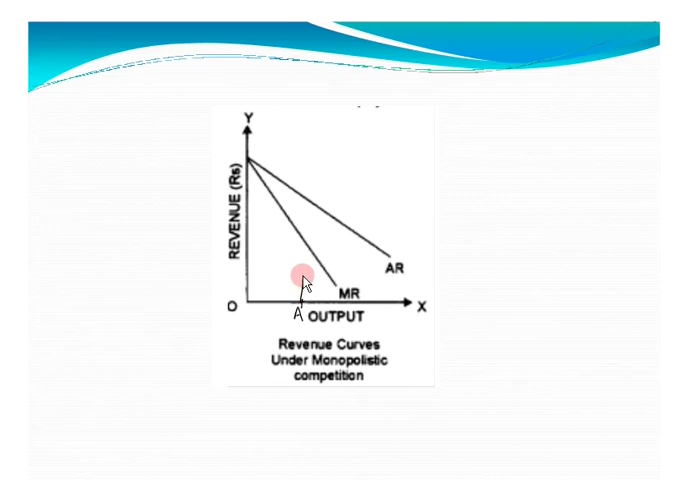 Y
REVENUE (Rs)
AR
MR
O
X
A
OUTPUT
Revenue Curves
Under Monopolistic
competition